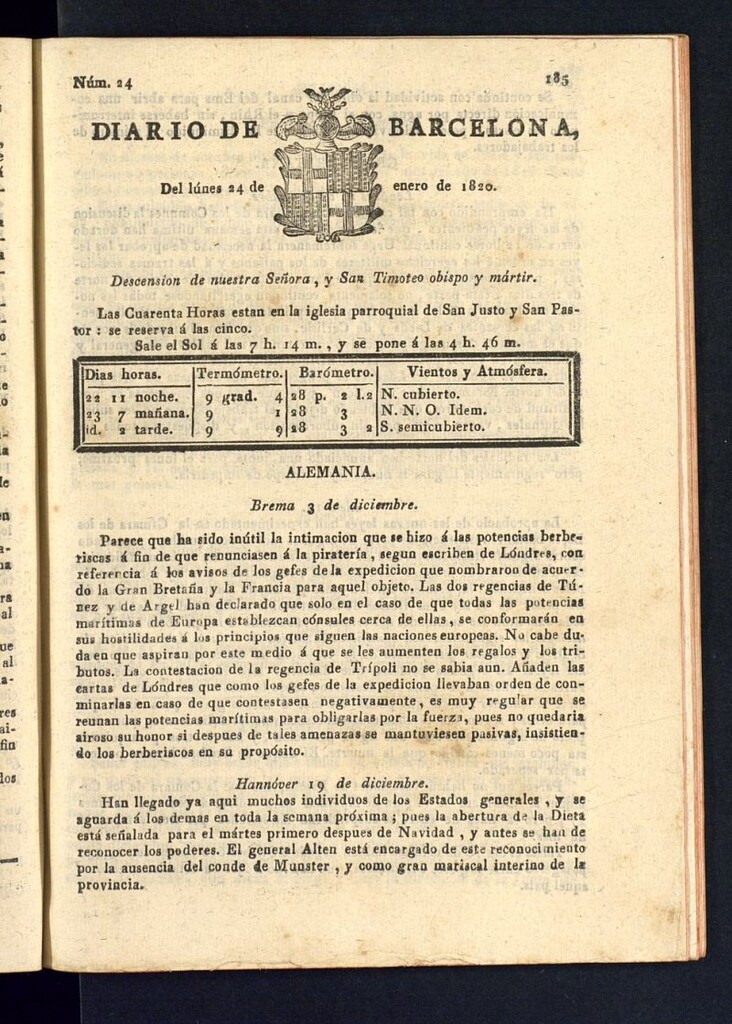 Núm. 24 185
DIARIO DE BARCELONA,
Del lúnes 24 de enero de 1820.
Descension de nuestra Señora, y San Timoteo obispo y mártir.
Las Cuarenta Horas estan en la iglesia parroquial de San Justo y San Pas-
tor : se reserva á las cinco.
Sale el Sol á las 7 h. 14 m., y se pone á las 4 h. 46 m.
Dias horas. Termómetro. Barómetro. Vientos y Atmósfera.
22 11 noche. 9 grad. 4 28 p. 2 l. 2 N. cubierto.
23 7 mañana. 9 1 28 3 N. N. O. Idem.
id. 2 tarde. 9 9 28 3 2 S. semicubierto.
ALEMANIA.
Brema 3 de diciembre.
Parece que ha sido inútil la intimacion que se hizo á las potencias berbe-
riscas á fin de que renunciasen á la piratería, segun escriben de Lóndres, con
referencia á los avisos de los gefes de la expedicion que nombraron de acuer-
do la Gran Bretaña y la Francia para aquel objeto. Las dos regencias de Tú-
nez y de Argel han declarado que solo en el caso de que todas las potencias
marítimas de Europa establezcan cónsules cerca de ellas, se conformarán en
sus hostilidades á los principios que siguen las naciones europeas. No cabe du-
da en que aspiran por este medio á que se les aumenten los regalos y los tri-
butos. La contestacion de la regencia de Trípoli no se sabia aun. Añaden las
cartas de Lóndres que como los gefes de la expedicion llevaban orden de con-
minarlas en caso de que contestasen negativamente, es muy regular que se
reunan las potencias marítimas para obligarlas por la fuerza, pues no quedaria
airoso su honor si despues de tales amenazas se mantuviesen pasivas, insistien-
do los berberiscos en su propósito.
Hannóver 19 de diciembre.
Han llegado ya aqui muchos individuos de los Estados generales, y se
aguarda á los demas en toda la semana próxima; pues la abertura de la Dieta
está señalada para el mártes primero despues de Navidad, y antes se han de
reconocer los poderes. El general Alten está encargado de este reconocimiento
por la ausencia del conde de Munster, y como gran mariscal interino de la
provincia.